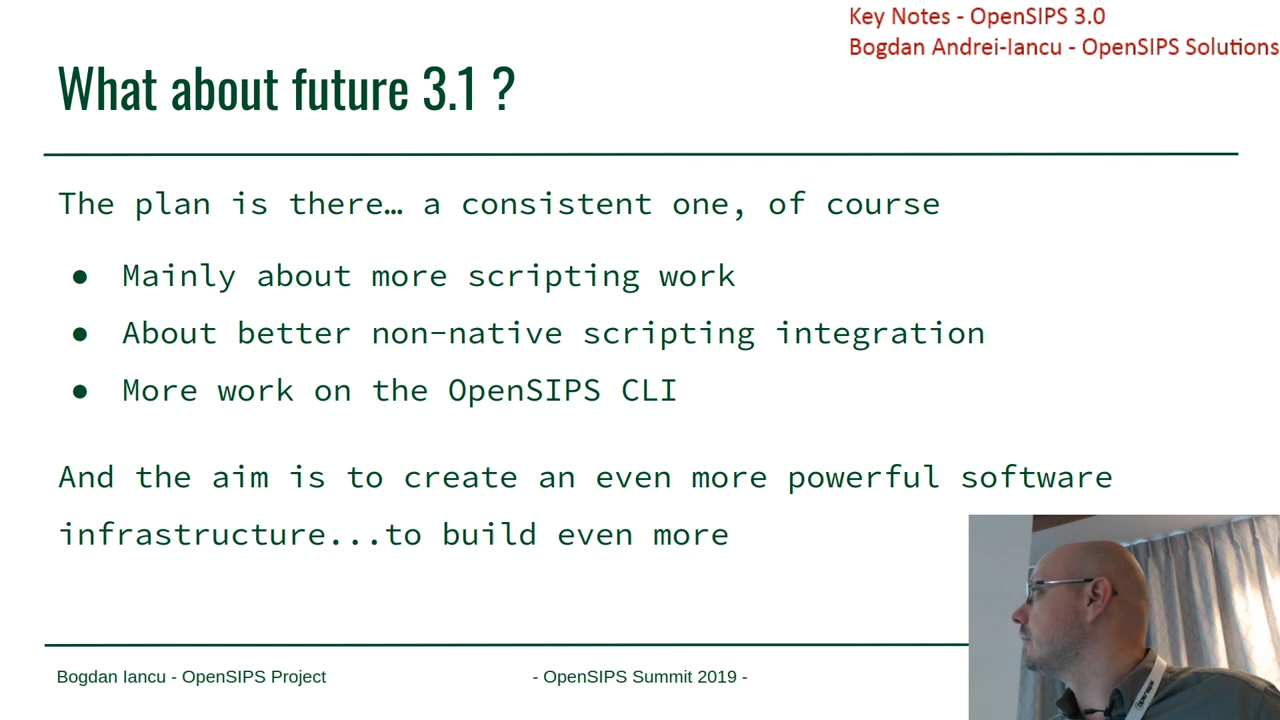 Key Notes - OpenSIPS 3.0
Bogdan Andrei-Iancu - OpenSIPS Solutions
What about future 3.1 ?
The plan is there… a consistent one, of course
● Mainly about more scripting work
● About better non-native scripting integration
● More work on the OpenSIPS CLI
And the aim is to create an even more powerful software
infrastructure...to build even more
Bogdan Iancu - OpenSIPS Project
- OpenSIPS Summit 2019 -